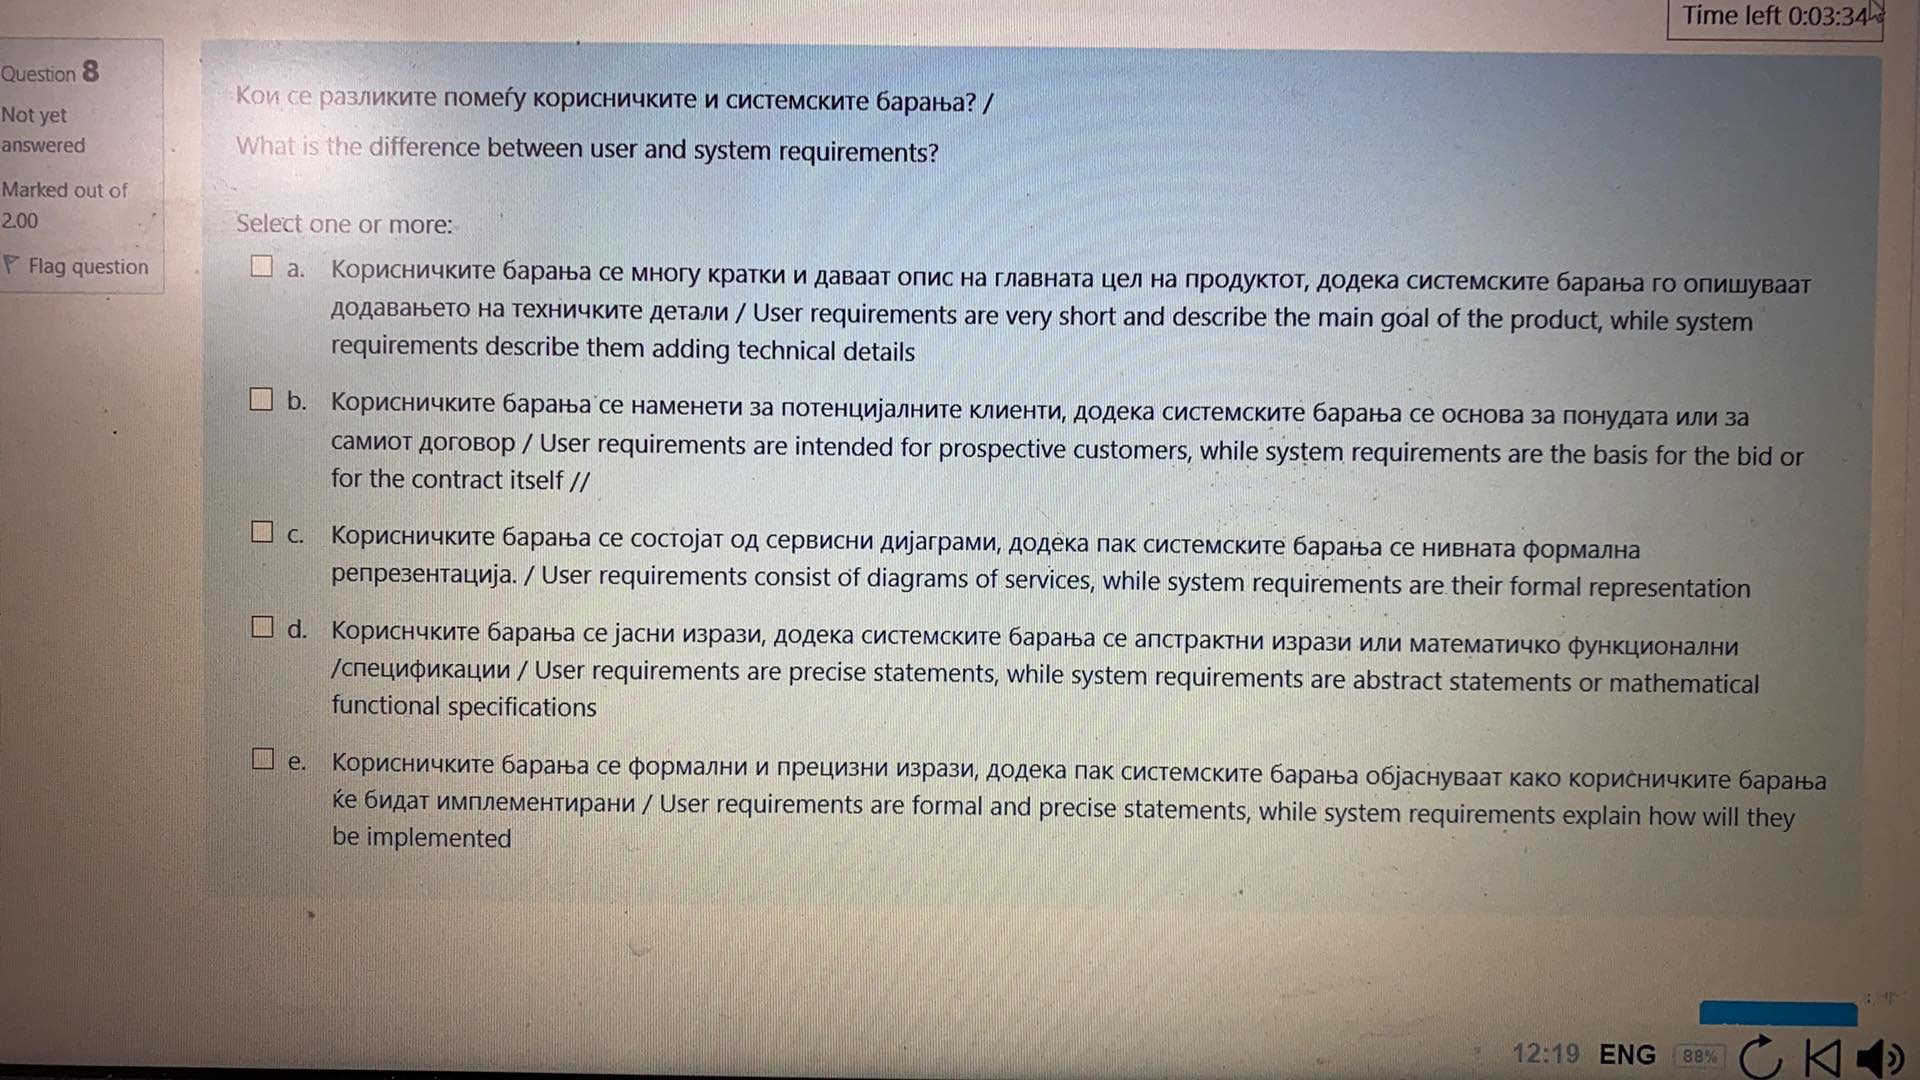 Time left 0:03:34
Question 8
Not yet
answered
Marked out of
2.00
Flag question
Кои се разликите помеѓу корисничките и системските барања? /
What is the difference between user and system requirements?
Select one or more:
a. Корисничките барања се многу кратки и даваат опис на главната цел на продуктот, додека системските барања го опишуваат
додавањето на техничките детали / User requirements are very short and describe the main goal of the product, while system
requirements describe them adding technical details
b. Корисничките барања се наменети за потенцијалните клиенти, додека системските барања се основа за понудата или за
самиот договор / User requirements are intended for prospective customers, while system requirements are the basis for the bid or
for the contract itself //
c. Корисничките барања се состојат од сервисни дијаграми, додека пак системските барања се нивната формална
репрезентација. / User requirements consist of diagrams of services, while system requirements are their formal representation
d. Кориснчките барања се јасни изрази, додека системските барања се апстрактни изрази или математичко функционални
/спецификации / User requirements are precise statements, while system requirements are abstract statements or mathematical
functional specifications
e. Корисничките барања се формални и прецизни изрази, додека пак системските барања објаснуваат како корисничките барања
ќе бидат имплементирани / User requirements are formal and precise statements, while system requirements explain how will they
be implemented
12:19 ENG 88%